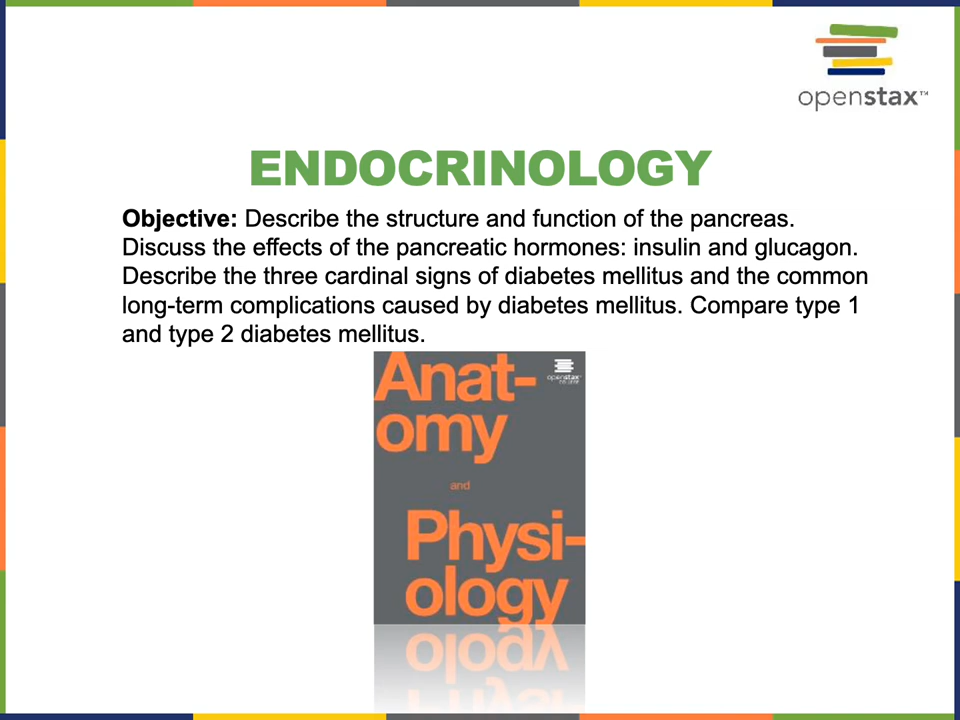 openstax™
ENDOCRINOLOGY
Objective: Describe the structure and function of the pancreas.
Discuss the effects of the pancreatic hormones: insulin and glucagon.
Describe the three cardinal signs of diabetes mellitus and the common
long-term complications caused by diabetes mellitus. Compare type 1
and type 2 diabetes mellitus.
Anat-
openstax
omy
and
Physi-
ology